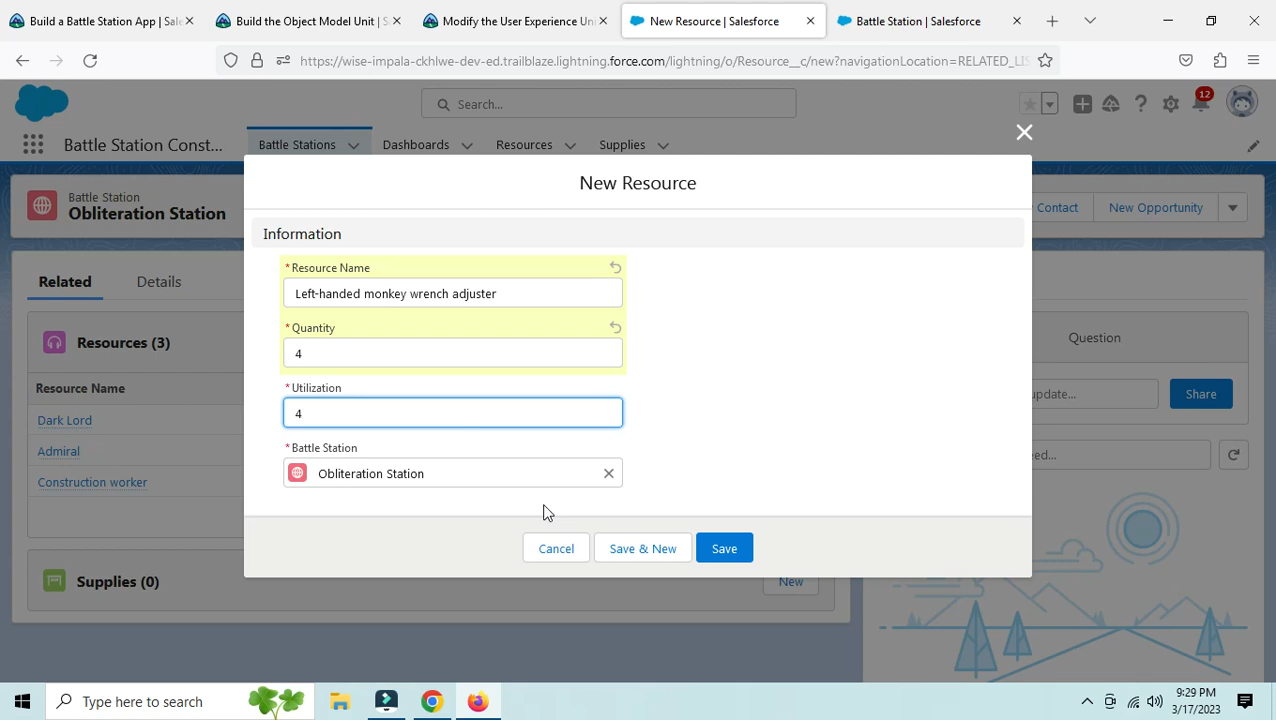 Build a Battle Station App | Sale
Build the Object Model Unit | S
Modify the User Experience Un
New Resource | Salesforce
Battle Station | Salesforce
https://wise-impala-ckhlwe-dev-ed.trailblaze.lightning.force.com/lightning/o/Resource__c/new?navigationLocation=RELATED_LIS
Search...
12
Battle Station Const...
Battle Stations
Dashboards
Resources
Supplies
New Resource
Battle Station
Obliteration Station
Contact
New Opportunity
Information
* Resource Name
Left-handed monkey wrench adjuster
* Quantity
4
* Utilization
4
* Battle Station
Obliteration Station
Cancel
Save & New
Save
Related
Details
Resources (3)
Resource Name
Dark Lord
Admiral
Construction worker
Supplies (0)
New
Question
update...
Share
eed...
Type here to search
9:29 PM
3/17/2023